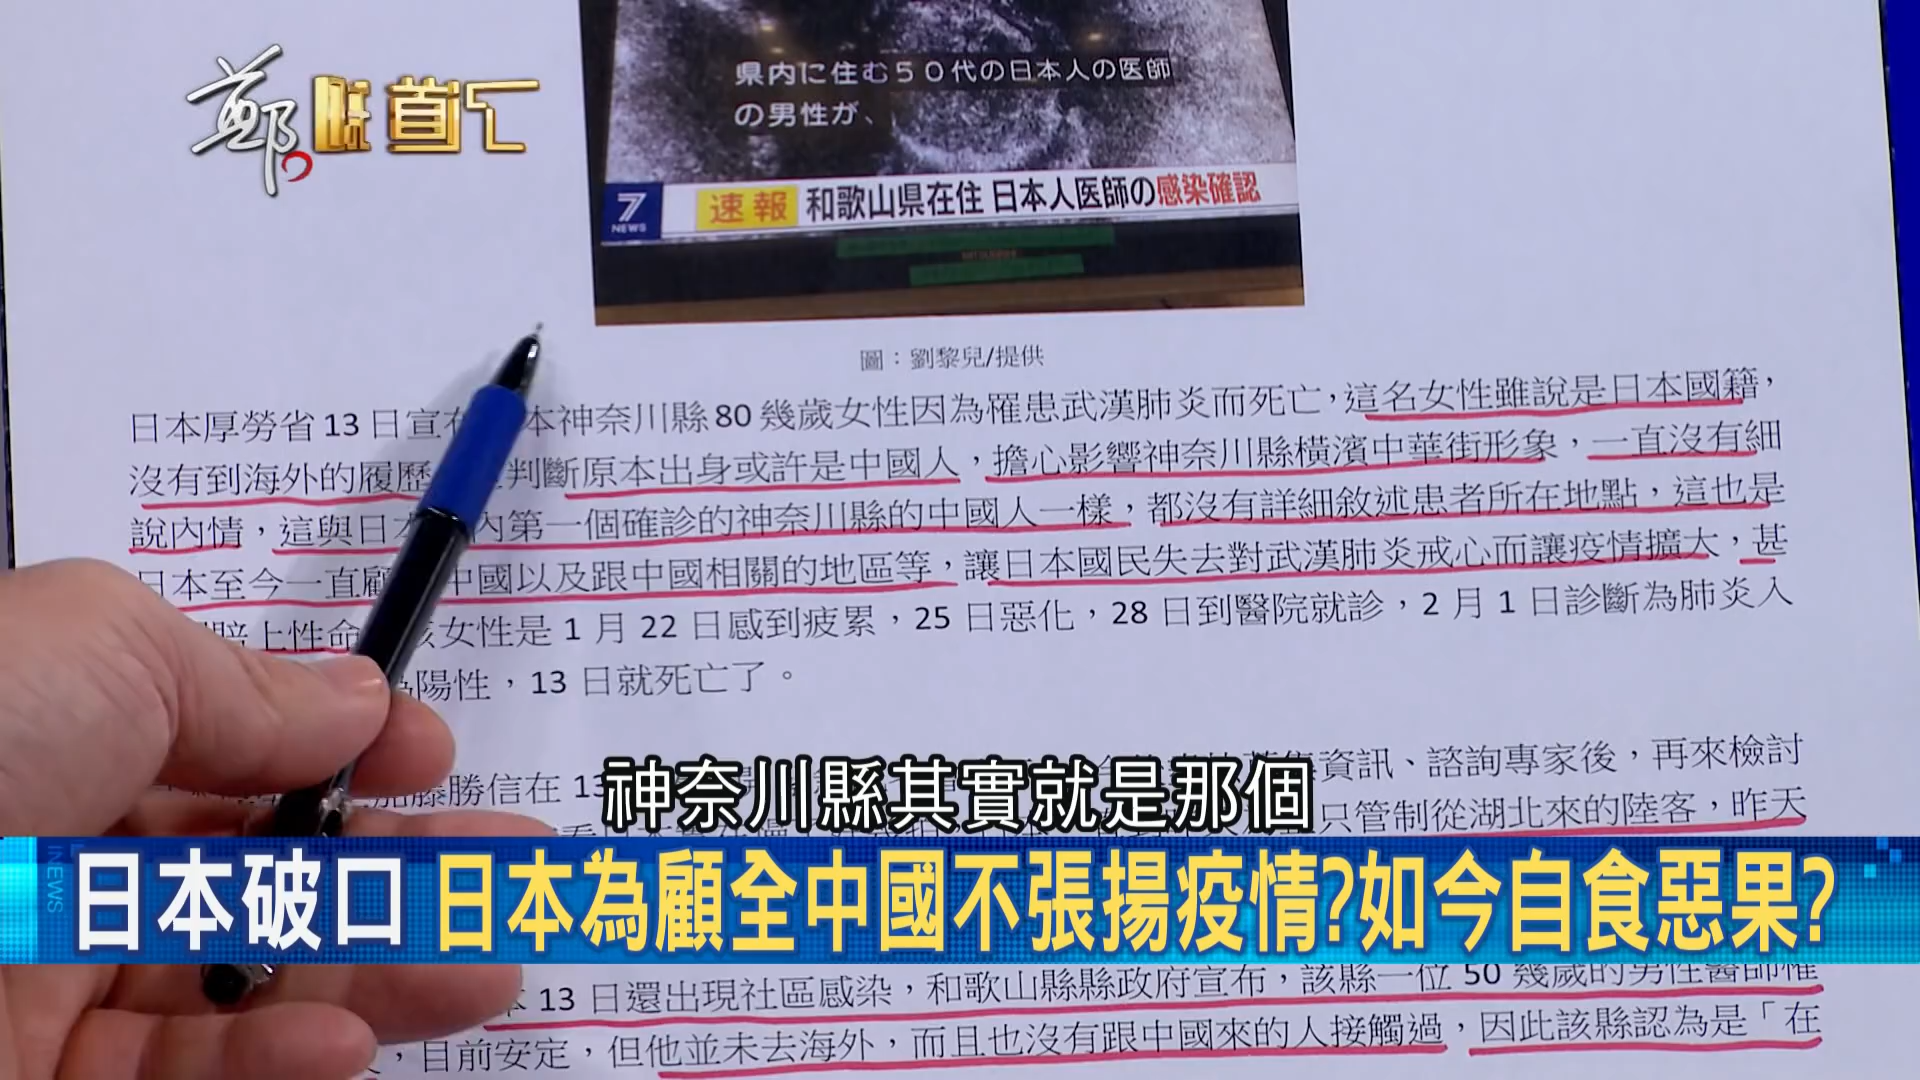 鄭
県内に住む５０代の日本人の医師
の男性が、
7
NEWS
速報 和歌山県在住 日本人医師の感染確認
圖：劉黎兒/提供
日本厚勞省 13 日宣布 本神奈川縣 80 幾歲女性因為罹患武漢肺炎而死亡，這名女性雖說是日本國籍，
沒有到海外的履歷 判斷原本出身或許是中國人，擔心影響神奈川縣橫濱中華街形象，一直沒有細
說內情，這與日本 內第一個確診的神奈川縣的中國人一樣，都沒有詳細敘述患者所在地點，這也是
日本至今一直顧 中國以及跟中國相關的地區等，讓日本國民失去對武漢肺炎戒心而讓疫情擴大，甚
賠上性命 該女性是 1 月 22 日感到疲累，25 日惡化，28 日到醫院就診，2 月 1 日診斷為肺炎入
為陽性，13 日就死亡了。
加藤勝信在 13 資訊、諮詢專家後，再來檢討
神奈川縣其實就是那個
只管制從湖北來的陸客，昨天
NEWS
日本破口 日本為顧全中國不張揚疫情?如今自食惡果?
本 13 日還出現社區感染，和歌山縣縣政府宣布，該縣一位 50 幾歲的男性醫師罹
，目前安定，但他並未去海外，而且也沒有跟中國來的人接觸過，因此該縣認為是「在